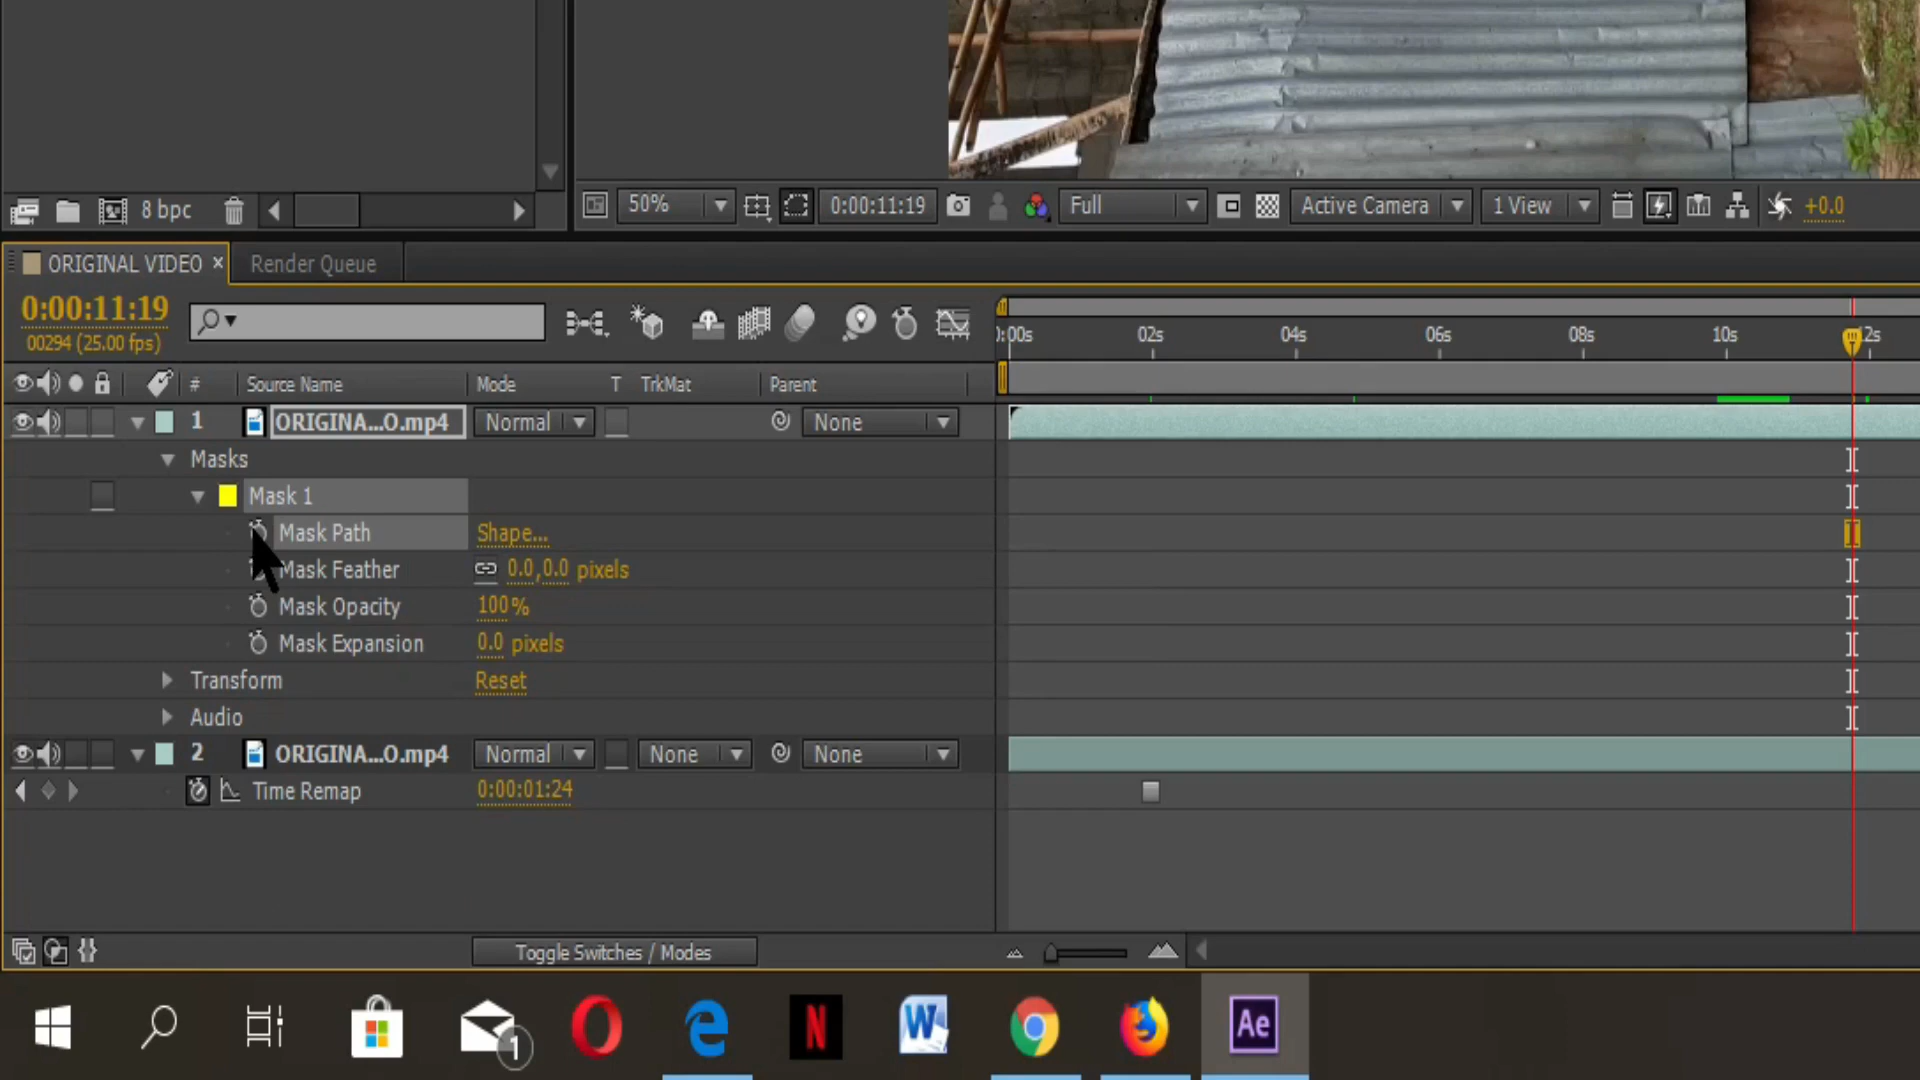 8 bpc
50%
0:00:11:19
Full
Active Camera
1 View
+0.0
ORIGINAL VIDEO ×
Render Queue
0:00:11:19
00294 (25.00 fps)
:00s 02s 04s 06s 08s 10s 2s
# Source Name Mode T TrkMat Parent
1 ORIGINA...O.mp4 Normal None
Masks
Mask 1
Mask Path Shape...
Mask Feather 0.0,0.0 pixels
Mask Opacity 100%
Mask Expansion 0.0 pixels
Transform Reset
Audio
2 ORIGINA...O.mp4 Normal None None
Time Remap 0:00:01:24
Toggle Switches / Modes
1
N
W
Ae